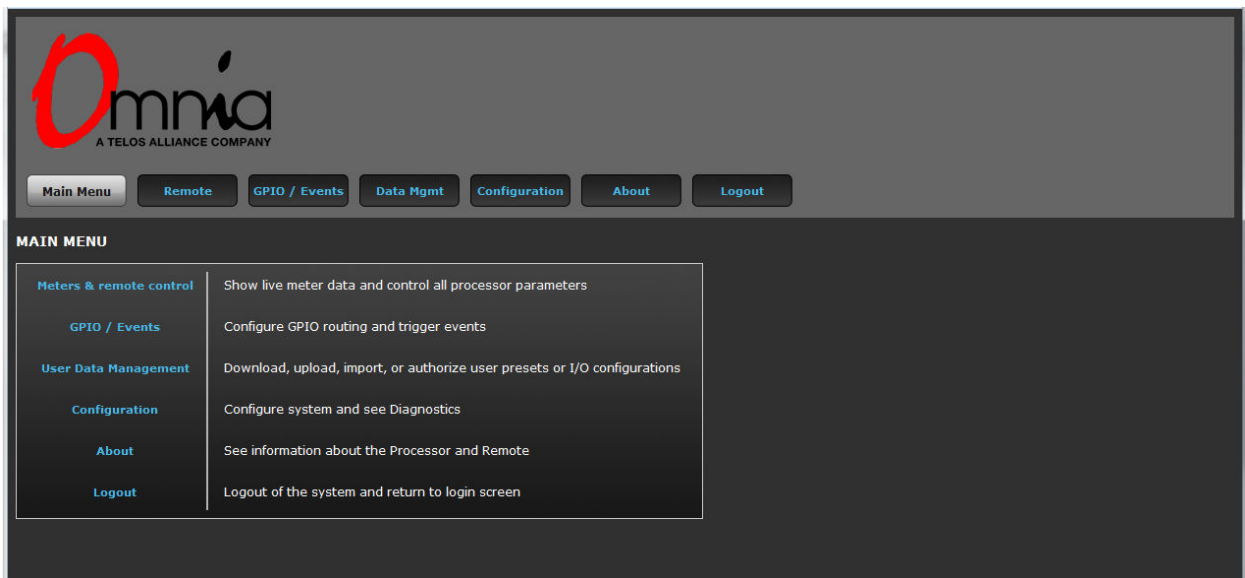 Omnia
A TELOS ALLIANCE COMPANY
Main Menu Remote GPIO / Events Data Mgmt Configuration About Logout
MAIN MENU
Meters & remote control Show live meter data and control all processor parameters
GPIO / Events Configure GPIO routing and trigger events
User Data Management Download, upload, import, or authorize user presets or I/O configurations
Configuration Configure system and see Diagnostics
About See information about the Processor and Remote
Logout Logout of the system and return to login screen